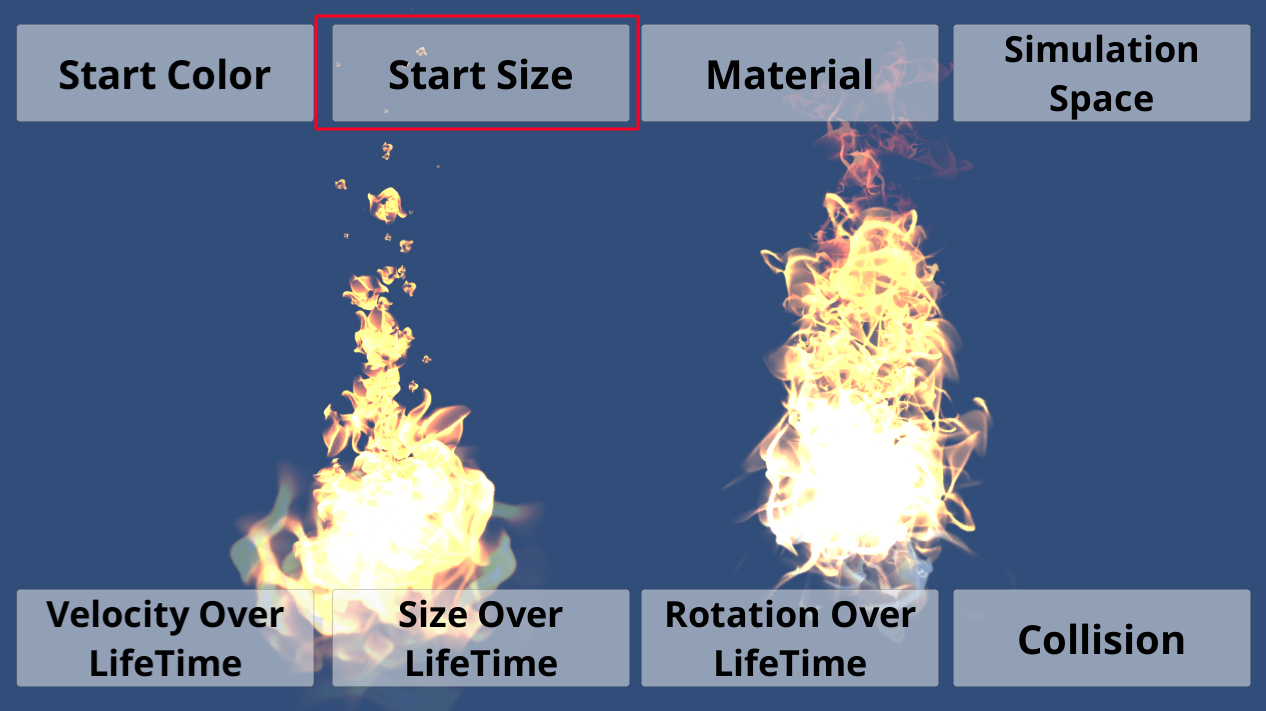 Start Color
Start Size
Material
Simulation
Space
Velocity Over
LifeTime
Size Over
LifeTime
Rotation Over
LifeTime
Collision